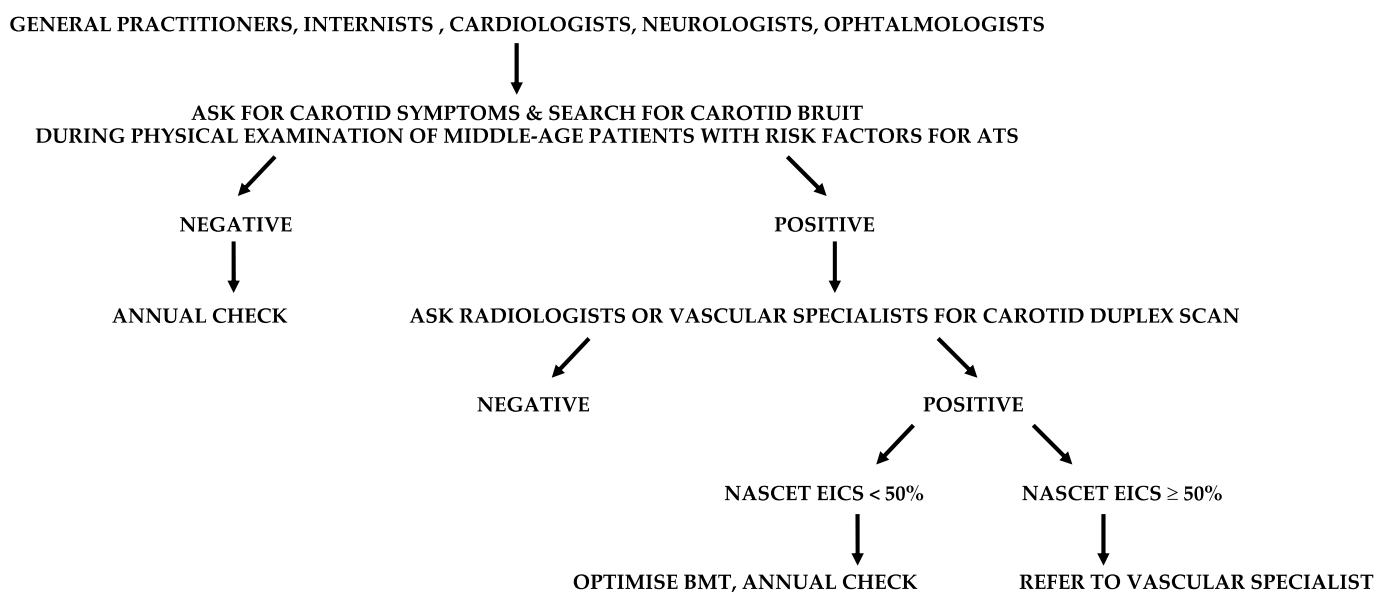 GENERAL PRACTITIONERS, INTERNISTS , CARDIOLOGISTS, NEUROLOGISTS, OPHTALMOLOGISTS
ASK FOR CAROTID SYMPTOMS & SEARCH FOR CAROTID BRUIT
DURING PHYSICAL EXAMINATION OF MIDDLE-AGE PATIENTS WITH RISK FACTORS FOR ATS
NEGATIVE
POSITIVE
ANNUAL CHECK
ASK RADIOLOGISTS OR VASCULAR SPECIALISTS FOR CAROTID DUPLEX SCAN
NEGATIVE
POSITIVE
NASCET EICS < 50%
NASCET EICS ≥ 50%
OPTIMISE BMT, ANNUAL CHECK
REFER TO VASCULAR SPECIALIST